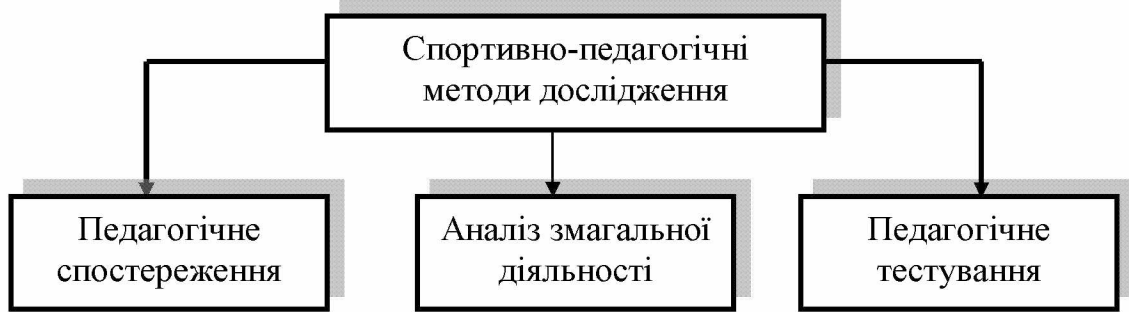 Спортивно-педагогічні
методи дослідження
Педагогічне
спостереження
Аналіз змагальної
діяльності
Педагогічне
тестування